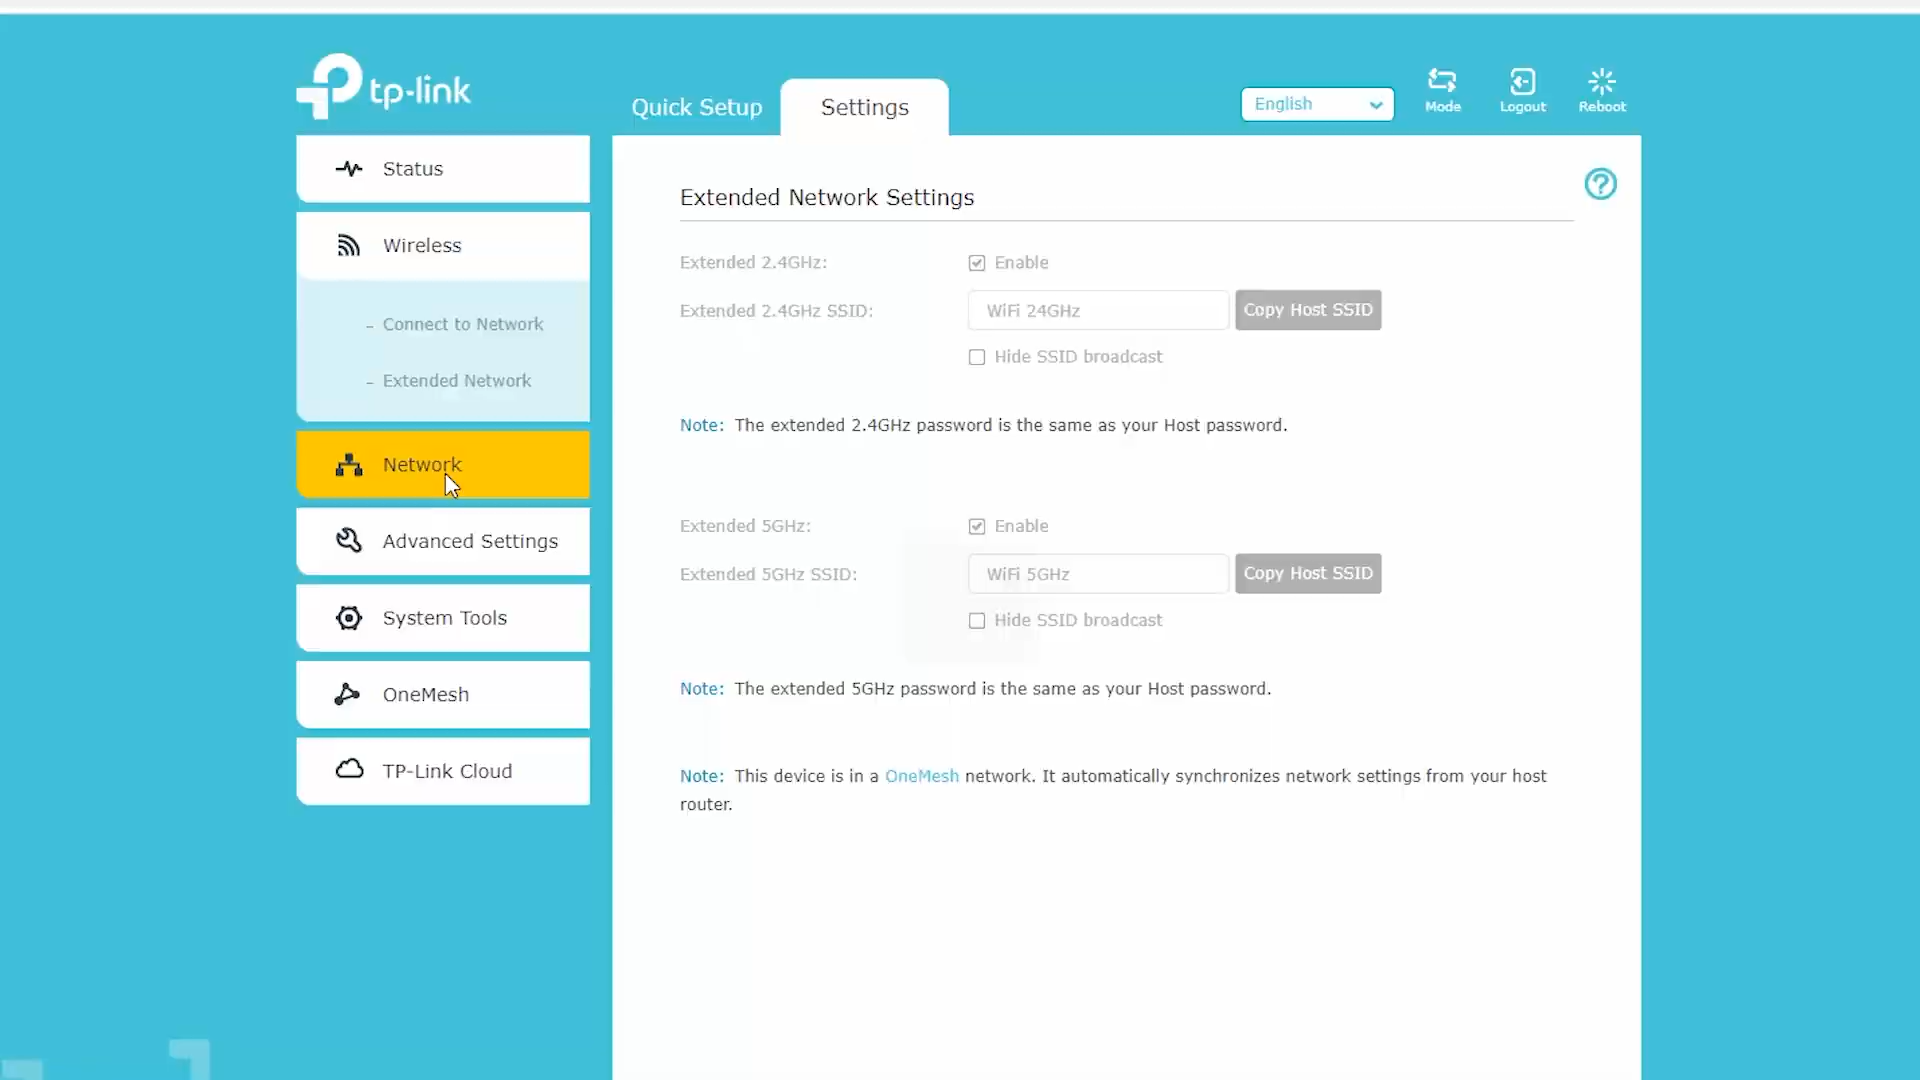 tp-link
Quick Setup
Settings
English
Mode
Logout
Reboot
Status
Wireless
- Connect to Network
- Extended Network
Network
Advanced Settings
System Tools
OneMesh
TP-Link Cloud
Extended Network Settings
Extended 2.4GHz: Enable
Extended 2.4GHz SSID: WiFi 24GHz Copy Host SSID
Hide SSID broadcast
Note: The extended 2.4GHz password is the same as your Host password.
Extended 5GHz: Enable
Extended 5GHz SSID: WiFi 5GHz Copy Host SSID
Hide SSID broadcast
Note: The extended 5GHz password is the same as your Host password.
Note: This device is in a OneMesh network. It automatically synchronizes network settings from your host
router.